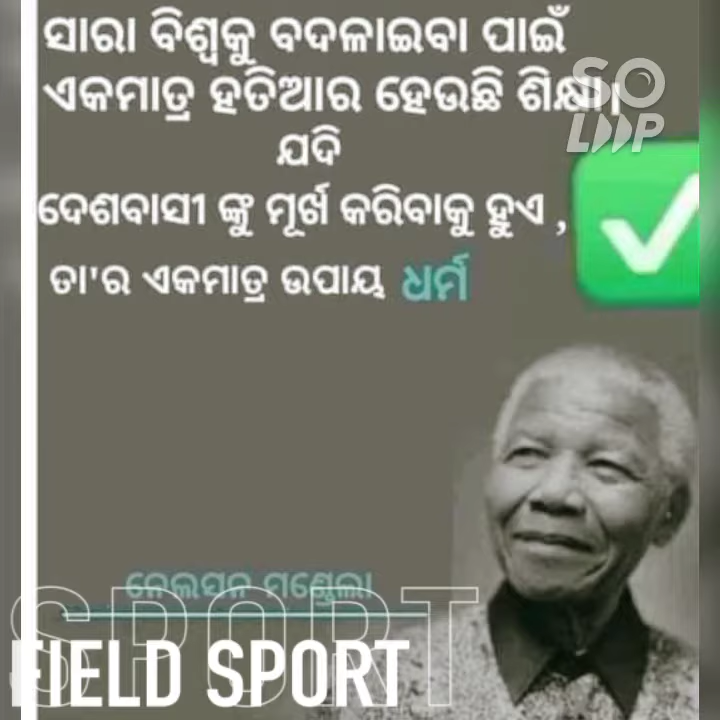 ସାରା ବିଶ୍ୱକୁ ବଦଳାଇବା ପାଇଁ
ଏକମାତ୍ର ହତିଆର ହେଉଛି ଶିକ୍ଷା।
SO
LOOP
ଯଦି
ଦେଶବାସୀ ଙ୍କୁ ମୂର୍ଖ କରିବାକୁ ହୁଏ ,
ତା'ର ଏକମାତ୍ର ଉପାୟ ଧର୍ମ
ନେଲସନ ମଣ୍ଡେଲା
SPORT
FIELD SPORT